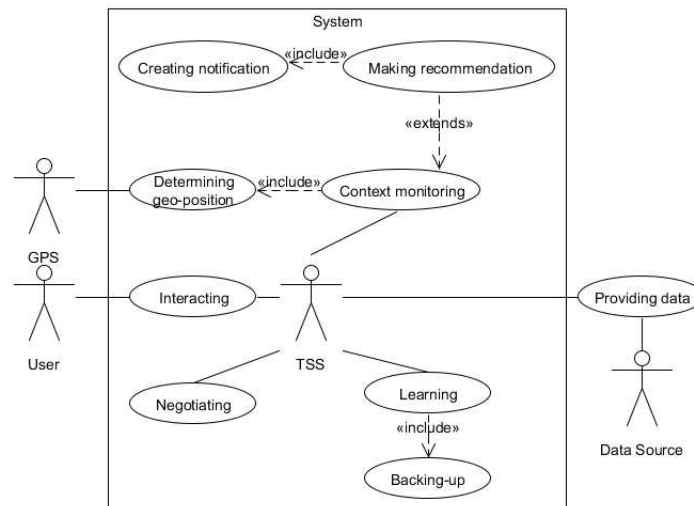 System
Creating notification
«include»
Making recommendation
«extends»
Determining
geo-position
«include»
Context monitoring
GPS
Interacting
Providing data
User
TSS
Negotiating
Learning
«include»
Data Source
Backing-up